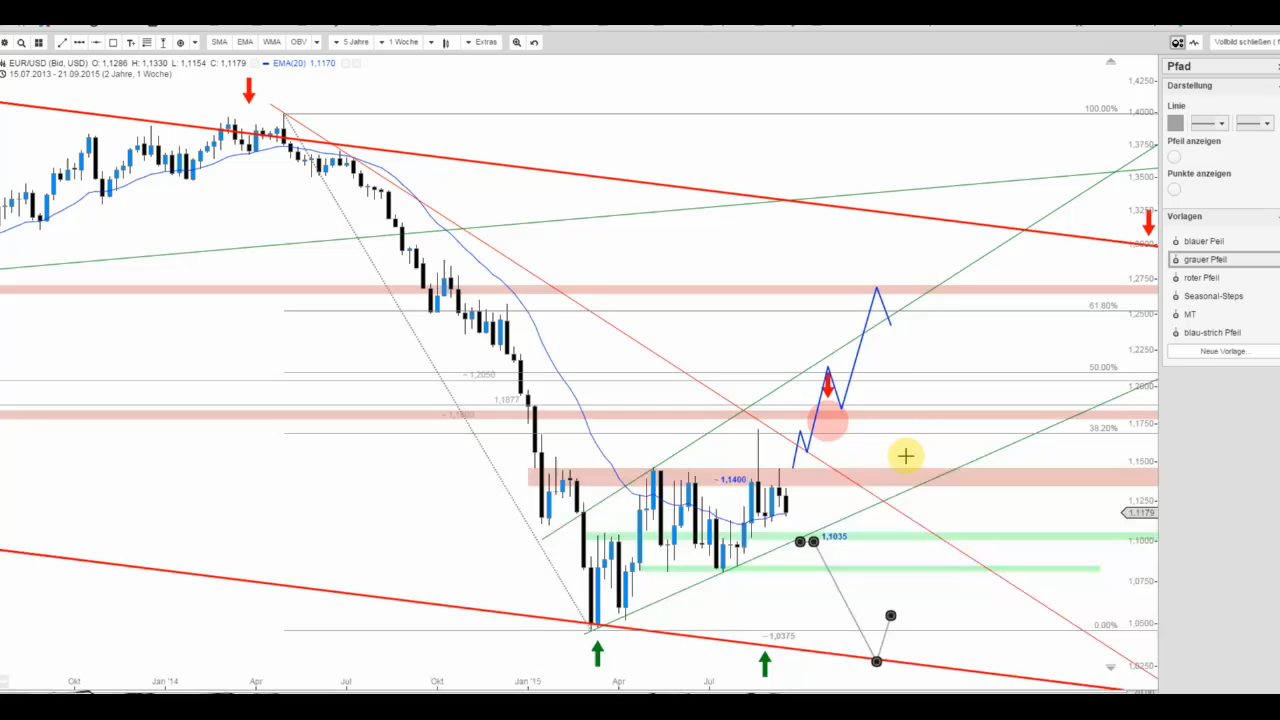 SMA EMA WMA OBV 5 Jahre 1 Woche Extras Vollbild schließen ( f
EUR/USD (Bid, USD) O: 1,1286 H: 1,1330 L: 1,1154 C: 1,1179 EMA(20) 1,1170
15.07.2013 - 21.09.2015 (2 Jahre, 1 Woche)
Pfad
Darstellung
Linie
Pfeil anzeigen
Punkte anzeigen
Vorlagen
blauer Peil
grauer Pfeil
roter Pfeil
Seasonal-Steps
MT
blau-strich Pfeil
Neue Vorlage...
100.00%
61.80%
50.00%
38.20%
0.00%
~ 1,2050
1,1877
~ 1,1400
1,1035
~ 1,0375
1,4250
1,4000
1,3750
1,3500
1,3250
1,3000
1,2750
1,2500
1,2250
1,2000
1,1750
1,1500
1,1250
1,1179
1,1000
1,0750
1,0500
1,0250
Okt Jan '14 Apr Jul Okt Jan '15 Apr Jul